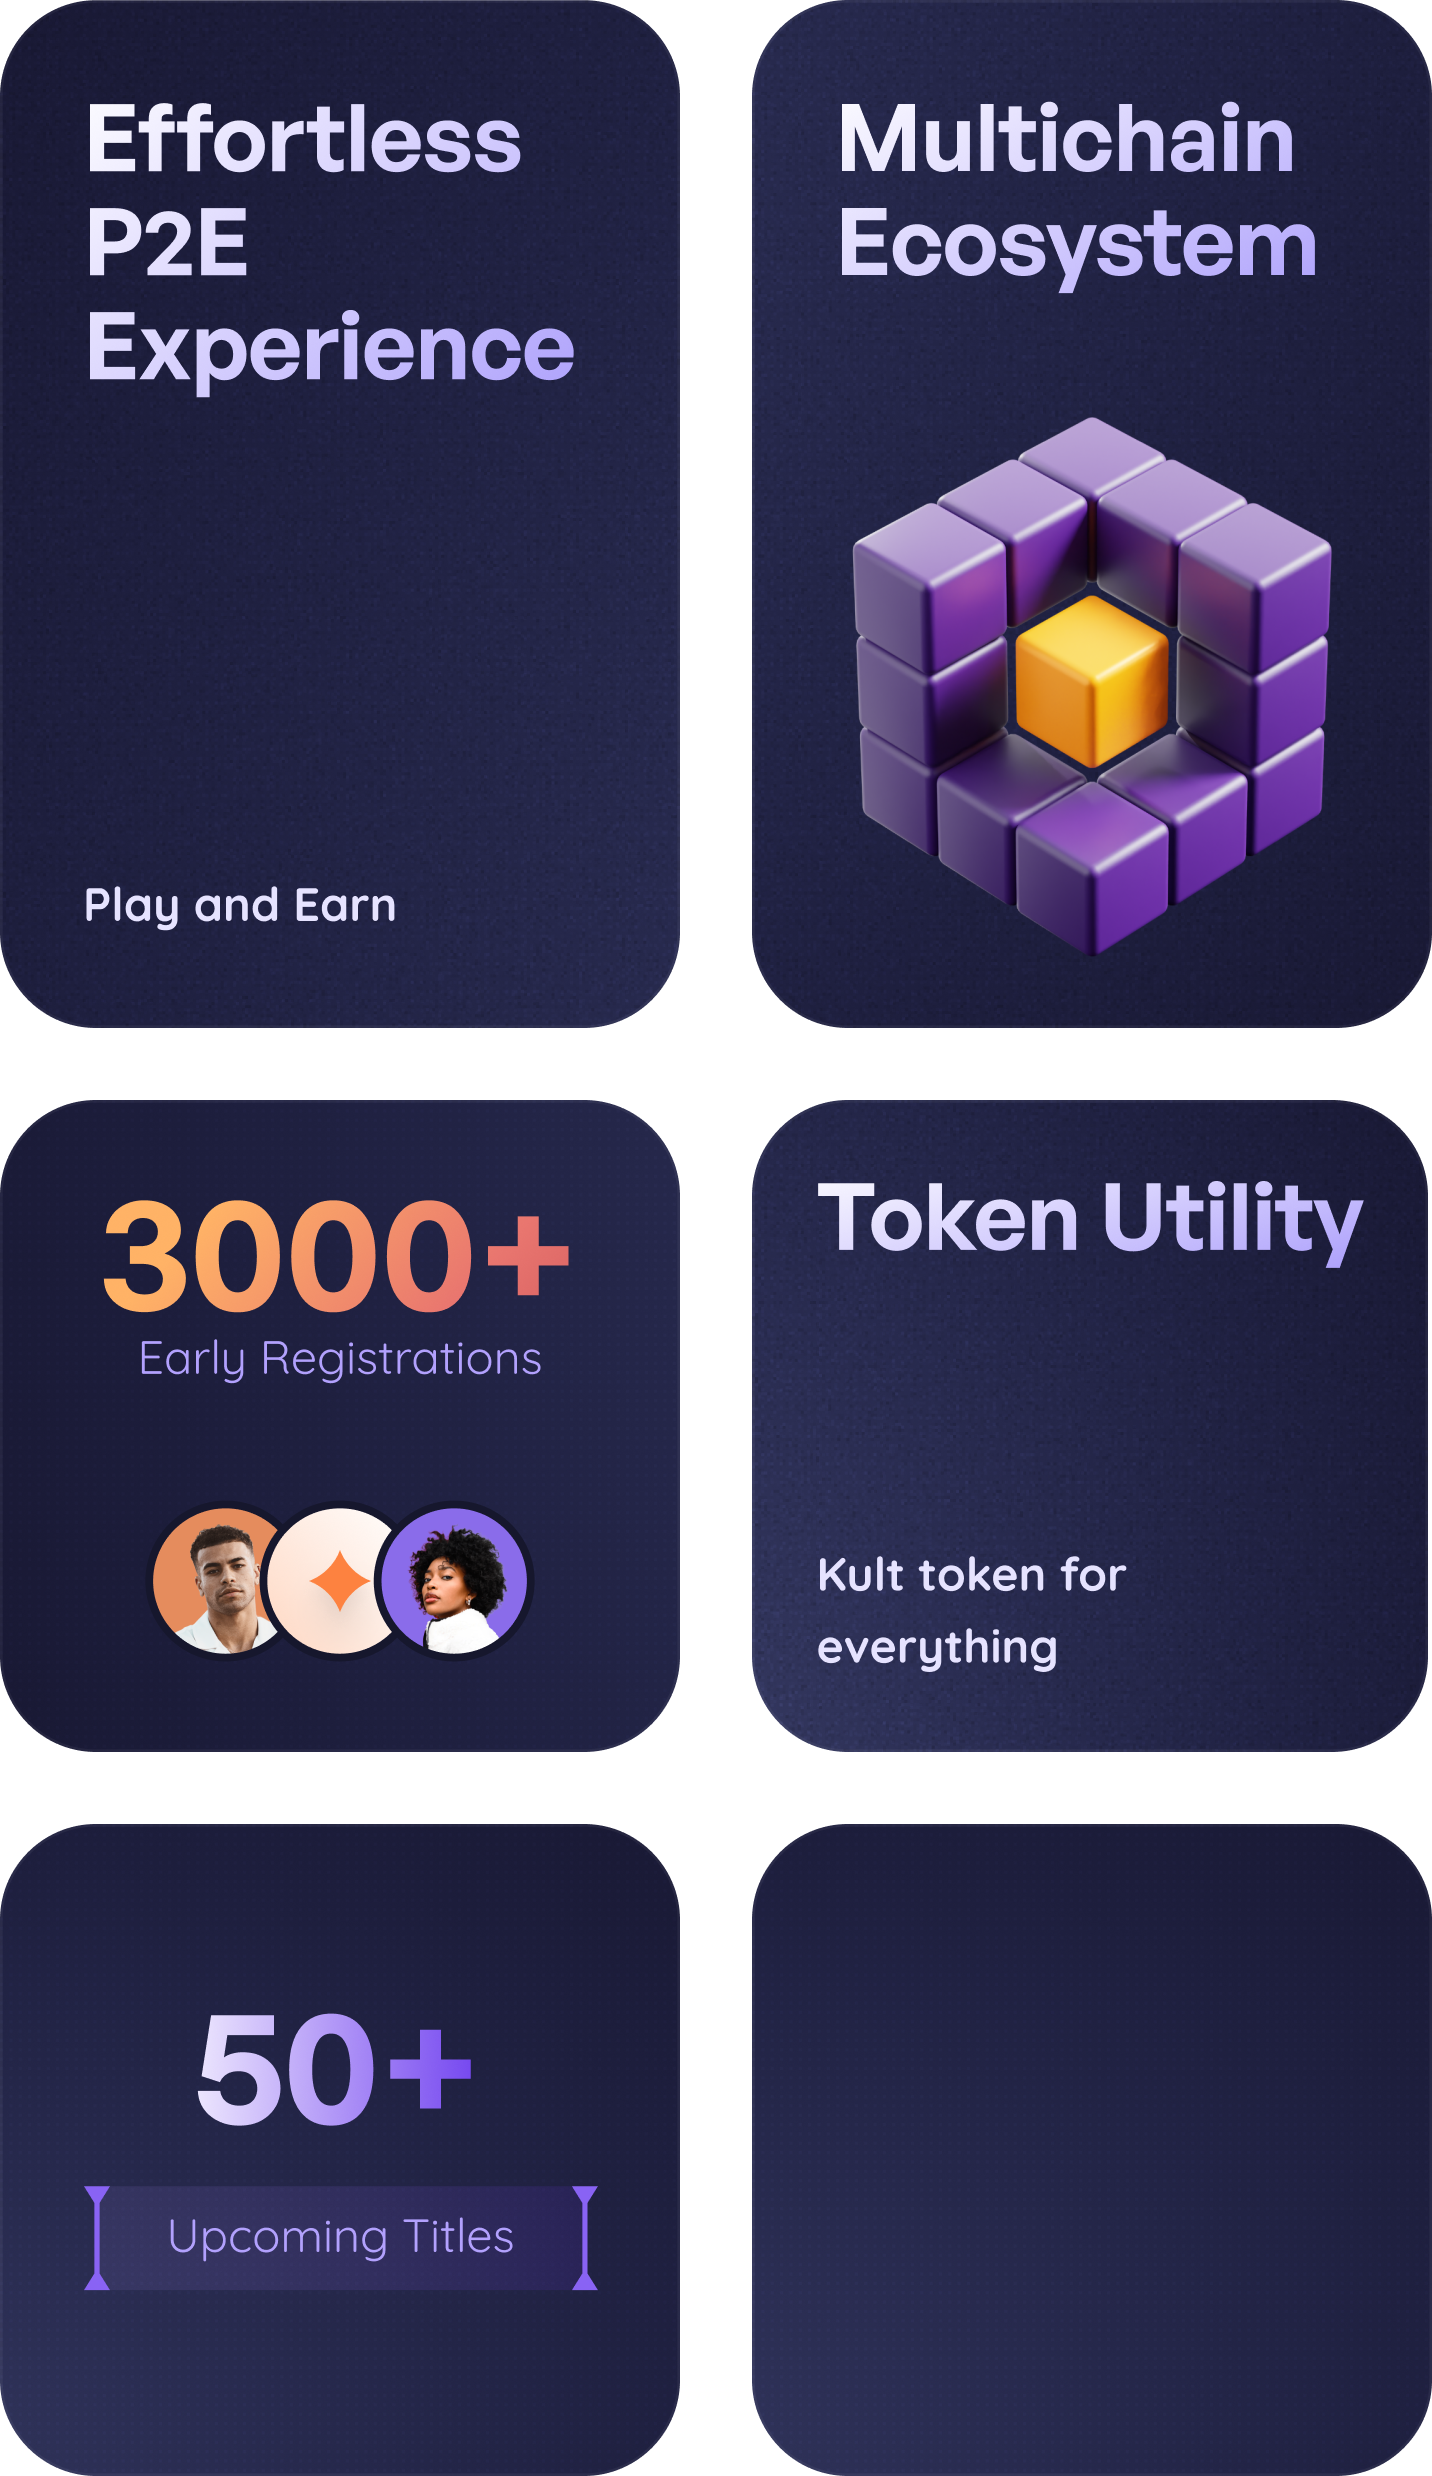 Effortless
P2E
Experience
Play and Earn
Multichain
Ecosystem
3000+
Early Registrations
Token Utility
Kult token for
everything
50+
Upcoming Titles